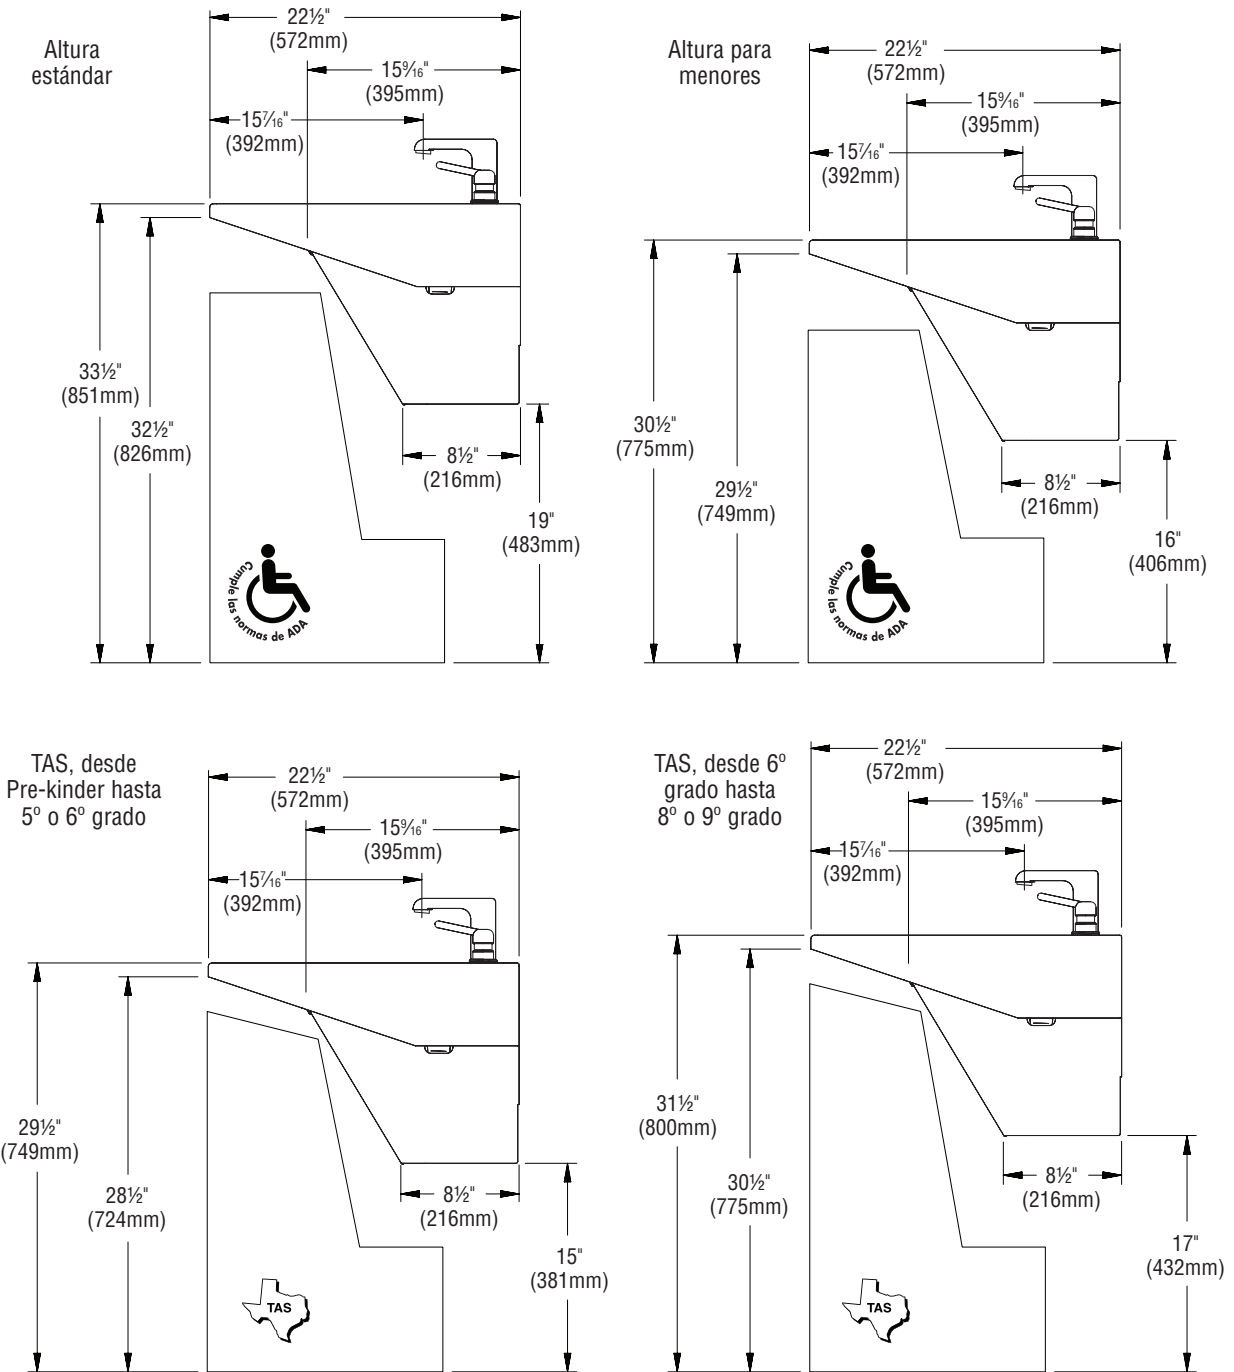 Altura
estándar
22½"
(572mm)
15⁹⁄₁₆"
(395mm)
15⁷⁄₁₆"
(392mm)
33½"
(851mm)
32½"
(826mm)
8½"
(216mm)
19"
(483mm)
Cumple las normas de ADA
Altura para
menores
22½"
(572mm)
15⁹⁄₁₆"
(395mm)
15⁷⁄₁₆"
(392mm)
30½"
(775mm)
29½"
(749mm)
8½"
(216mm)
16"
(406mm)
Cumple las normas de ADA
TAS, desde
Pre-kinder hasta
5º o 6º grado
22½"
(572mm)
15⁹⁄₁₆"
(395mm)
15⁷⁄₁₆"
(392mm)
29½"
(749mm)
28½"
(724mm)
8½"
(216mm)
15"
(381mm)
TAS
TAS, desde 6º
grado hasta
8º o 9º grado
22½"
(572mm)
15⁹⁄₁₆"
(395mm)
15⁷⁄₁₆"
(392mm)
31½"
(800mm)
30½"
(775mm)
8½"
(216mm)
17"
(432mm)
TAS